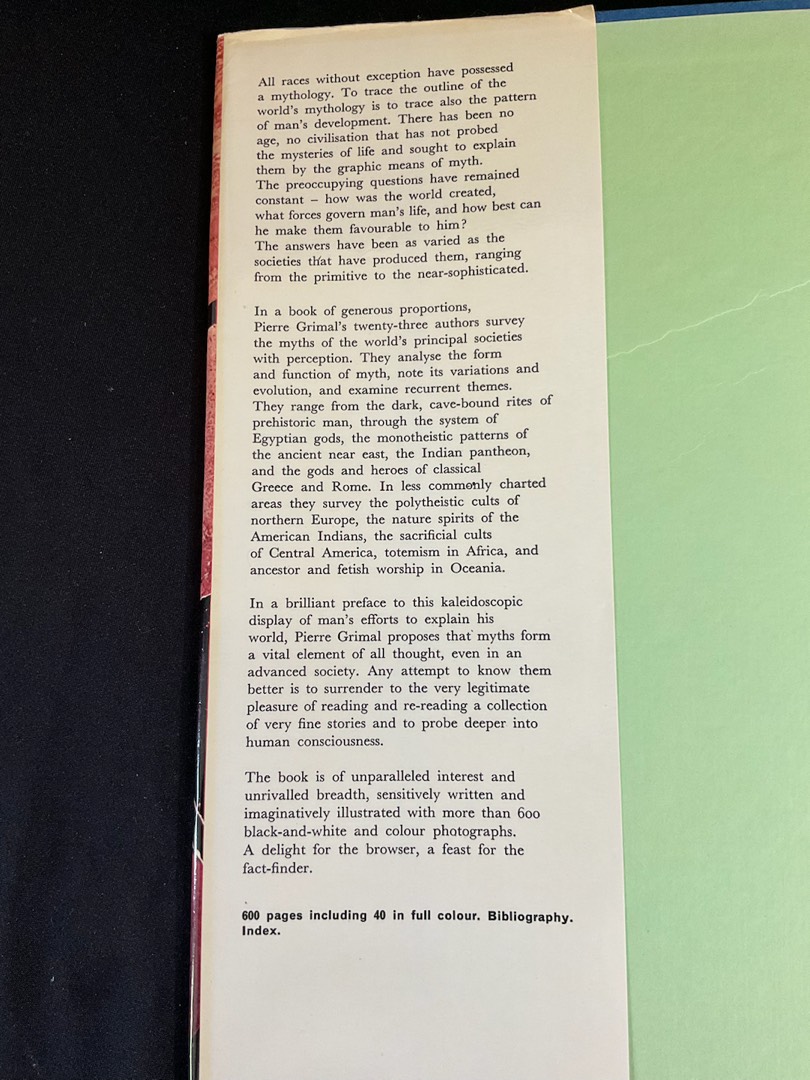 All races without exception have possessed
a mythology. To trace the outline of the
world's mythology is to trace also the pattern
of man's development. There has been no
age, no civilisation that has not probed
the mysteries of life and sought to explain
them by the graphic means of myth.
The preoccupying questions have remained
constant – how was the world created,
what forces govern man's life, and how best can
he make them favourable to him?
The answers have been as varied as the
societies that have produced them, ranging
from the primitive to the near-sophisticated.
In a book of generous proportions,
Pierre Grimal's twenty-three authors survey
the myths of the world's principal societies
with perception. They analyse the form
and function of myth, note its variations and
evolution, and examine recurrent themes.
They range from the dark, cave-bound rites of
prehistoric man, through the system of
Egyptian gods, the monotheistic patterns of
the ancient near east, the Indian pantheon,
and the gods and heroes of classical
Greece and Rome. In less commonly charted
areas they survey the polytheistic cults of
northern Europe, the nature spirits of the
American Indians, the sacrificial cults
of Central America, totemism in Africa, and
ancestor and fetish worship in Oceania.
In a brilliant preface to this kaleidoscopic
display of man's efforts to explain his
world, Pierre Grimal proposes that myths form
a vital element of all thought, even in an
advanced society. Any attempt to know them
better is to surrender to the very legitimate
pleasure of reading and re-reading a collection
of very fine stories and to probe deeper into
human consciousness.
The book is of unparalleled interest and
unrivalled breadth, sensitively written and
imaginatively illustrated with more than 600
black-and-white and colour photographs.
A delight for the browser, a feast for the
fact-finder.
600 pages including 40 in full colour. Bibliography.
Index.